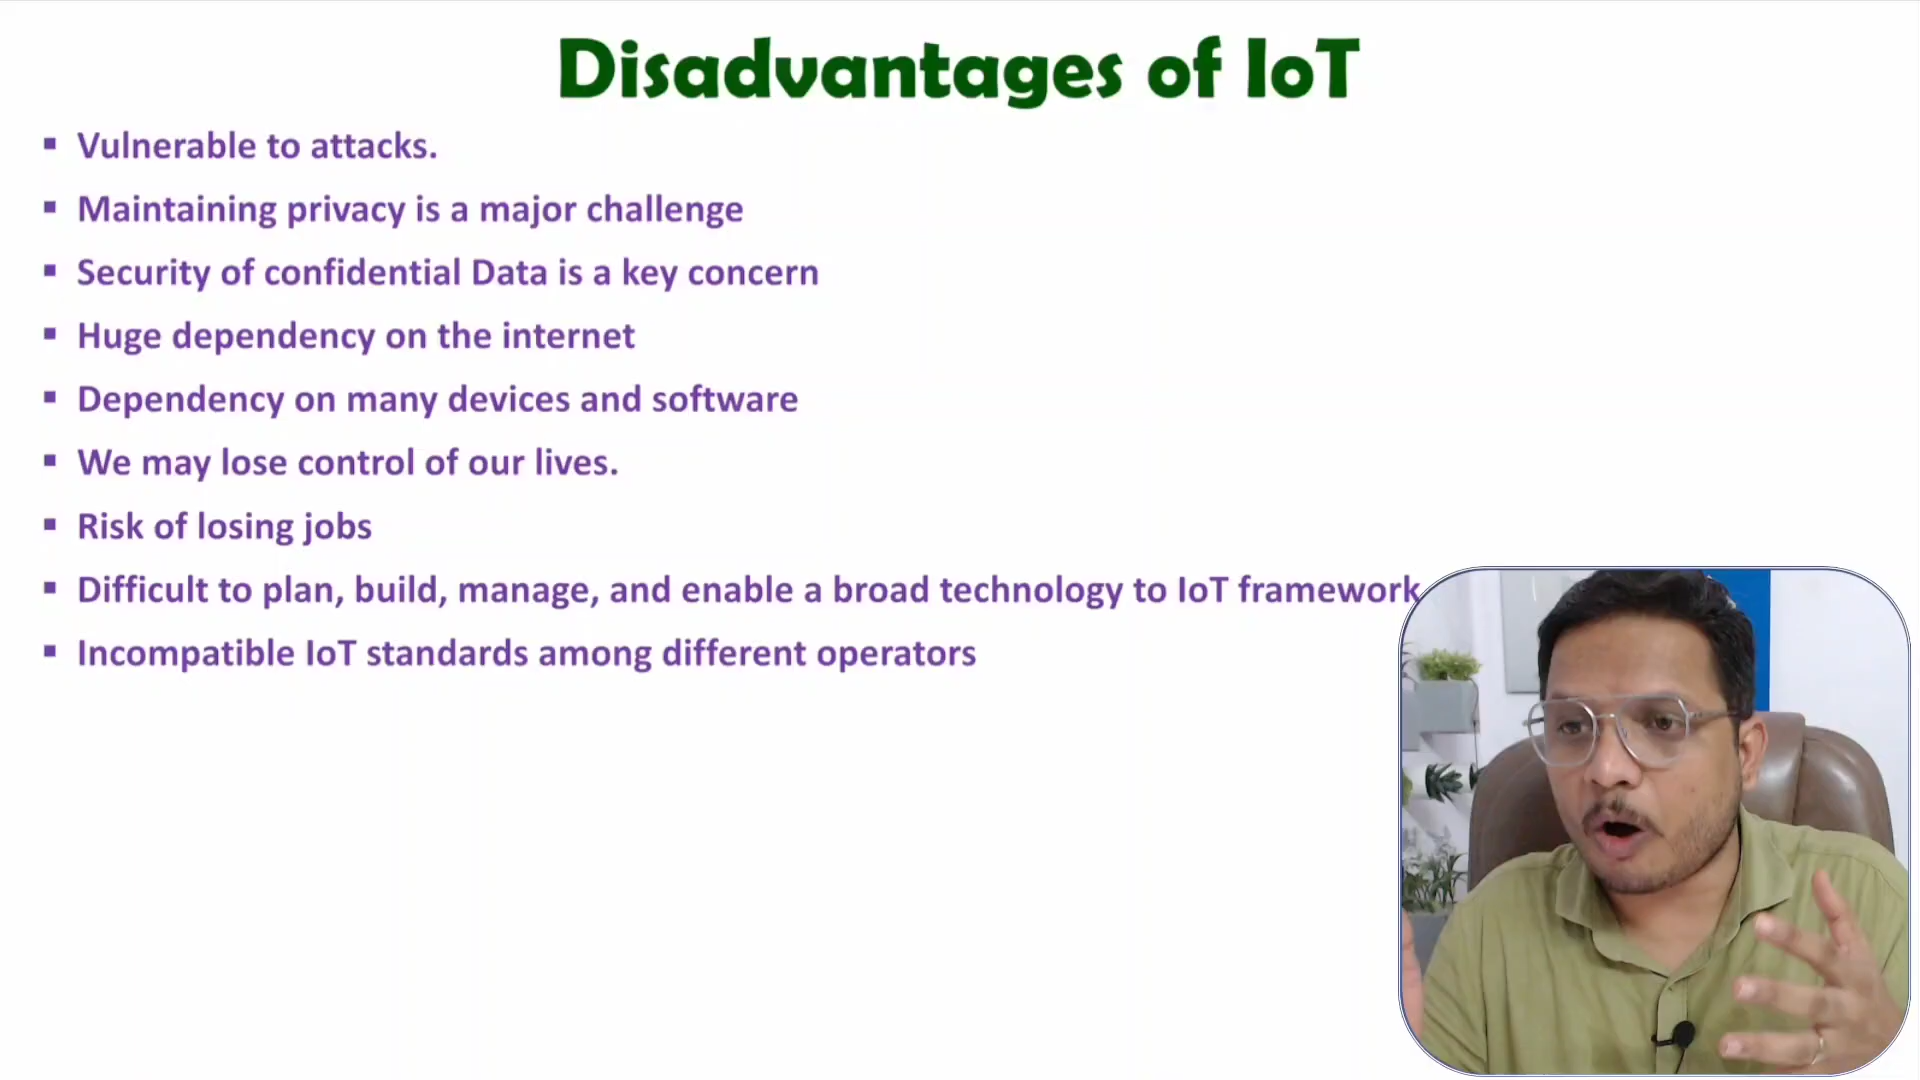 Disadvantages of IoT
▪ Vulnerable to attacks.
▪ Maintaining privacy is a major challenge
▪ Security of confidential Data is a key concern
▪ Huge dependency on the internet
▪ Dependency on many devices and software
▪ We may lose control of our lives.
▪ Risk of losing jobs
▪ Difficult to plan, build, manage, and enable a broad technology to IoT framework
▪ Incompatible IoT standards among different operators